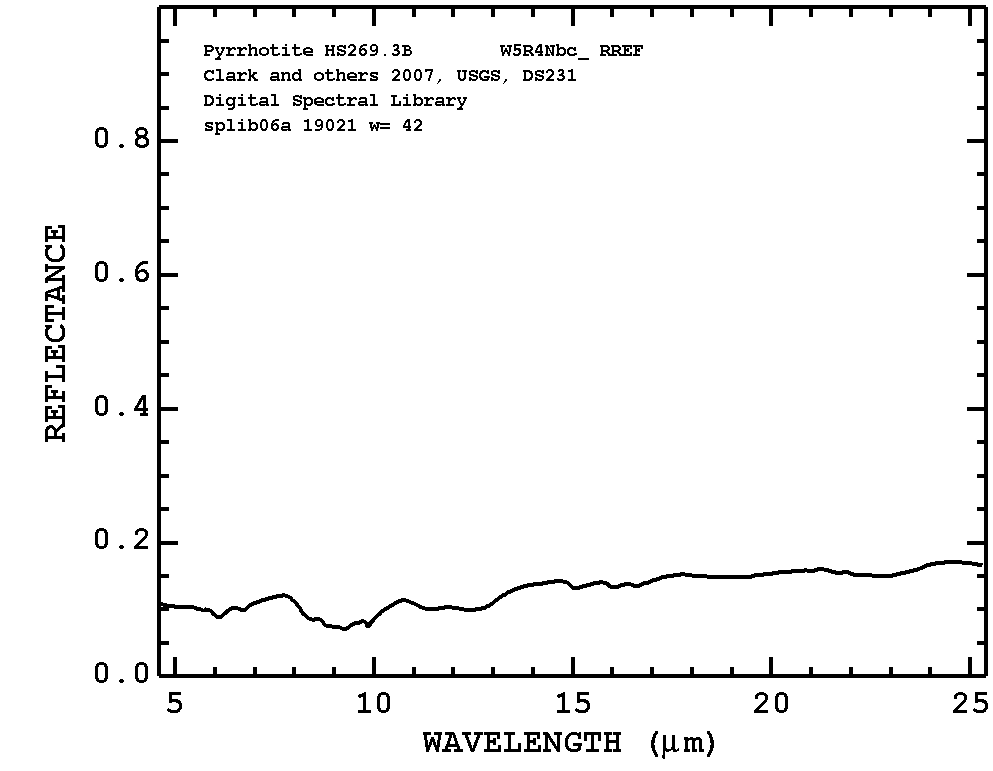 Pyrrhotite HS269.3B W5R4Nbc_ RREF
Clark and others 2007, USGS, DS231
Digital Spectral Library
splib06a 19021 w= 42
REFLECTANCE
0.8
0.6
0.4
0.2
0.0
5 10 15 20 25
WAVELENGTH (μm)